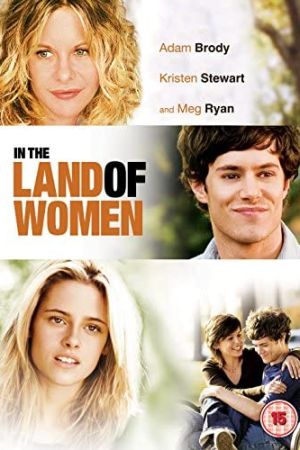 Adam Brody
Kristen Stewart
and Meg Ryan
IN THE
LAND OF
WOMEN
15